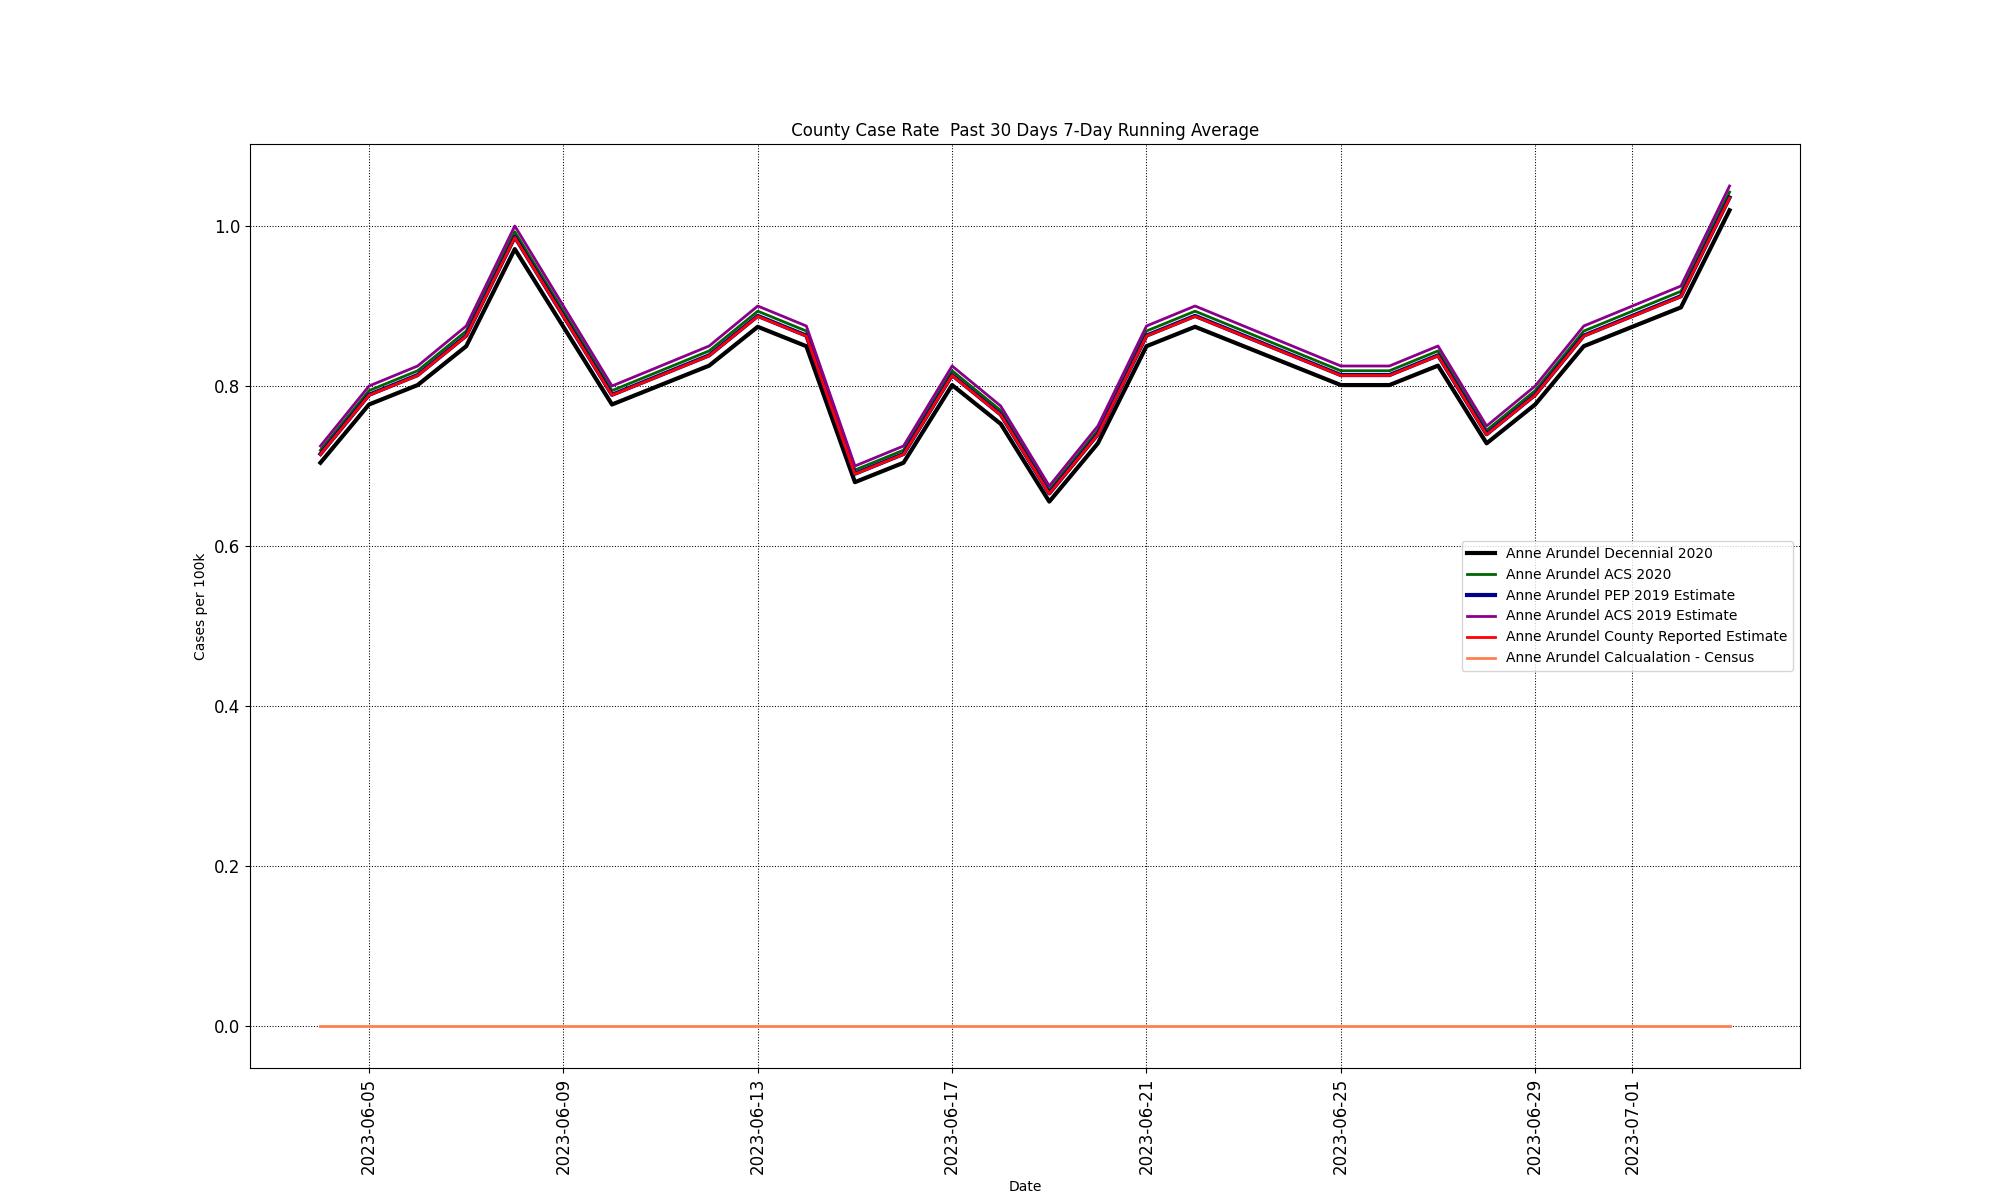 County Case Rate  Past 30 Days 7-Day Running Average
Cases per 100k
1.0
0.8
0.6
0.4
0.2
0.0
Anne Arundel Decennial 2020
Anne Arundel ACS 2020
Anne Arundel PEP 2019 Estimate
Anne Arundel ACS 2019 Estimate
Anne Arundel County Reported Estimate
Anne Arundel Calcualation - Census
2023-06-05
2023-06-09
2023-06-13
2023-06-17
2023-06-21
2023-06-25
2023-06-29
2023-07-01
Date